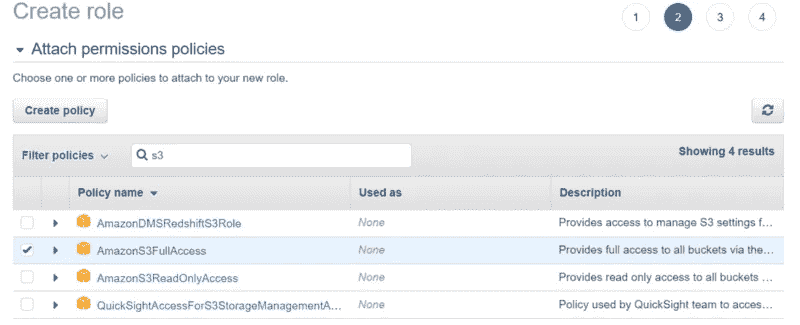 Create role
1 2 3 4
Attach permissions policies
Choose one or more policies to attach to your new role.
Create policy
Filter policies s3 Showing 4 results
Policy name Used as Description
AmazonDMSRedshiftS3Role None Provides access to manage S3 settings f...
AmazonS3FullAccess None Provides full access to all buckets via the...
AmazonS3ReadOnlyAccess None Provides read only access to all buckets ...
QuickSightAccessForS3StorageManagementA... None Policy used by QuickSight team to acces...